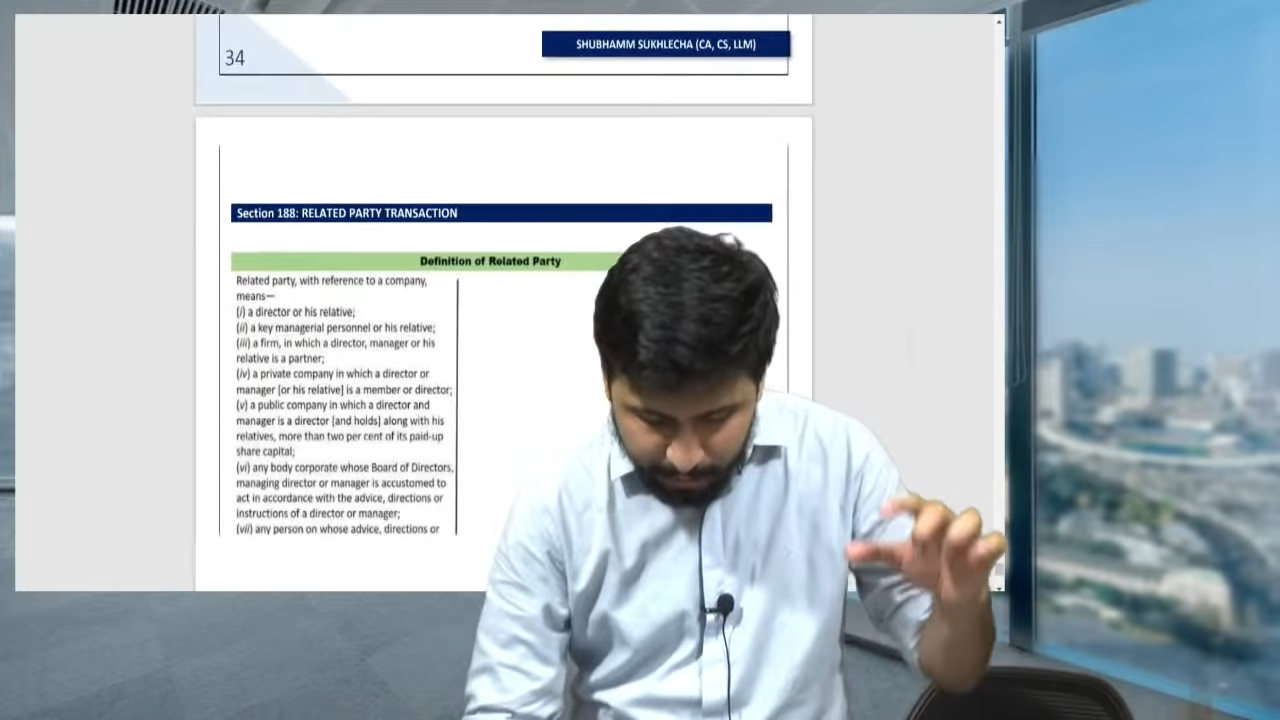 34
SHUBHAMM SUKHLECHA (CA, CS, LLM)
Section 188: RELATED PARTY TRANSACTION
Definition of Related Party
Related party, with reference to a company,
means—
(i) a director or his relative;
(ii) a key managerial personnel or his relative;
(iii) a firm, in which a director, manager or his
relative is a partner;
(iv) a private company in which a director or
manager [or his relative] is a member or director;
(v) a public company in which a director and
manager is a director [and holds] along with his
relatives, more than two per cent of its paid-up
share capital;
(vi) any body corporate whose Board of Directors,
managing director or manager is accustomed to
act in accordance with the advice, directions or
instructions of a director or manager;
(vii) any person on whose advice, directions or